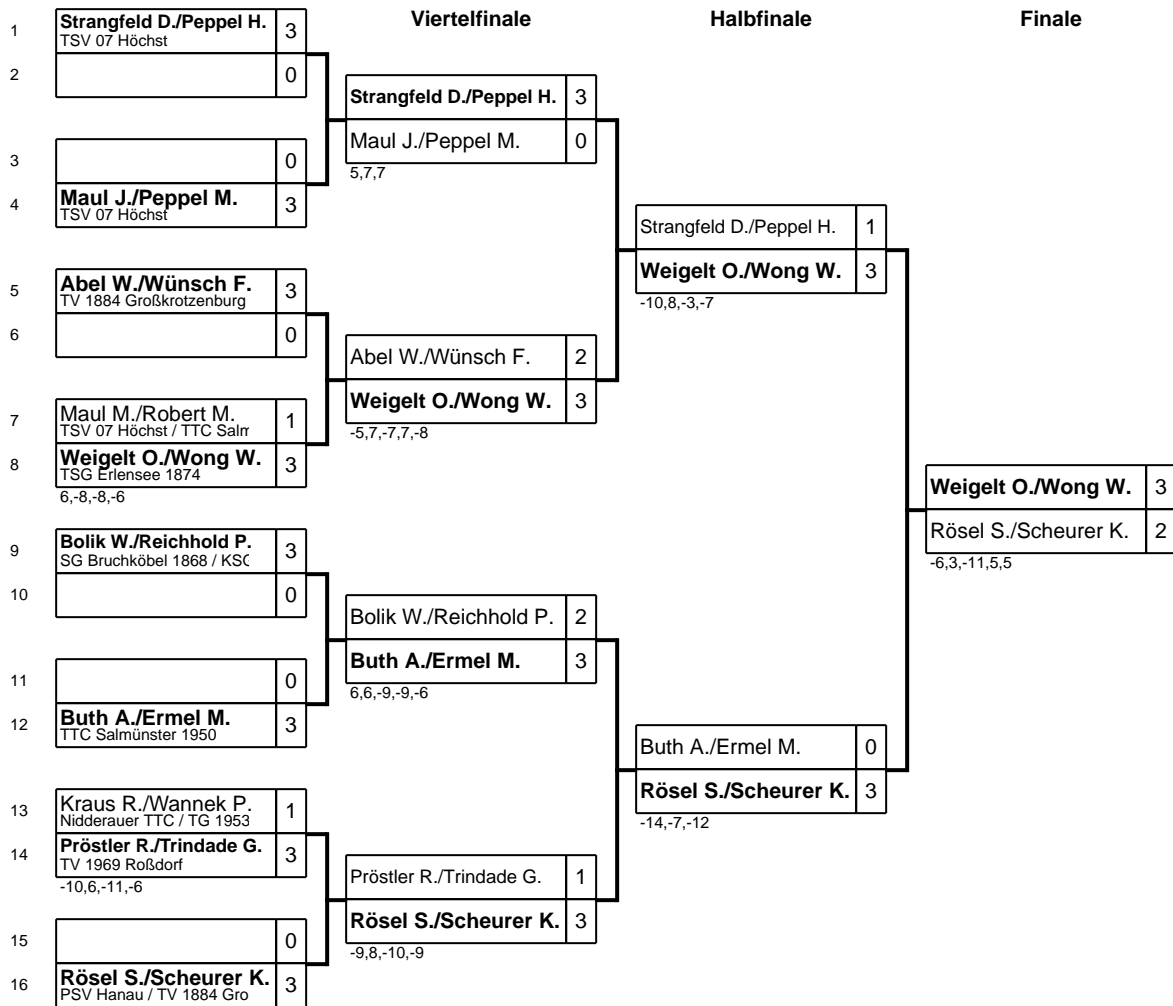 Viertelfinale
Halbfinale
Finale
1
Strangfeld D./Peppel H. 3
TSV 07 Höchst
2
0
3
0
4
Maul J./Peppel M. 3
TSV 07 Höchst
5
Abel W./Wünsch F. 3
TV 1884 Großkrotzenburg
6
0
7
Maul M./Robert M. 1
TSV 07 Höchst / TTC Salm
8
Weigelt O./Wong W. 3
TSG Erlensee 1874
6,-8,-8,-6
9
Bolik W./Reichhold P. 3
SG Bruchköbel 1868 / KSG
10
0
11
0
12
Buth A./Ermel M. 3
TTC Salmünster 1950
13
Kraus R./Wannek P. 1
Nidderauer TTC / TG 1953
14
Pröstler R./Trindade G. 3
TV 1969 Roßdorf
-10,6,-11,-6
15
0
16
Rösel S./Scheurer K. 3
PSV Hanau / TV 1884 Gro
Strangfeld D./Peppel H. 3
Maul J./Peppel M. 0
5,7,7
Abel W./Wünsch F. 2
Weigelt O./Wong W. 3
-5,7,-7,7,-8
Bolik W./Reichhold P. 2
Buth A./Ermel M. 3
6,6,-9,-9,-6
Pröstler R./Trindade G. 1
Rösel S./Scheurer K. 3
-9,8,-10,-9
Strangfeld D./Peppel H. 1
Weigelt O./Wong W. 3
-10,8,-3,-7
Buth A./Ermel M. 0
Rösel S./Scheurer K. 3
-14,-7,-12
Weigelt O./Wong W. 3
Rösel S./Scheurer K. 2
-6,3,-11,5,5